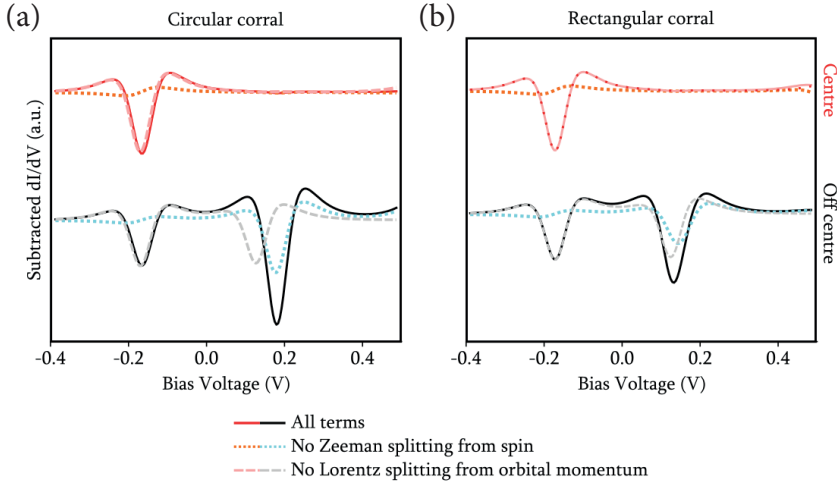 (a)
Circular corral
(b)
Rectangular corral
Subtracted dI/dV (a.u.)
Centre
Off centre
-0.4 -0.2 0.0 0.2 0.4
-0.4 -0.2 0.0 0.2 0.4
Bias Voltage (V)
Bias Voltage (V)
All terms
No Zeeman splitting from spin
No Lorentz splitting from orbital momentum